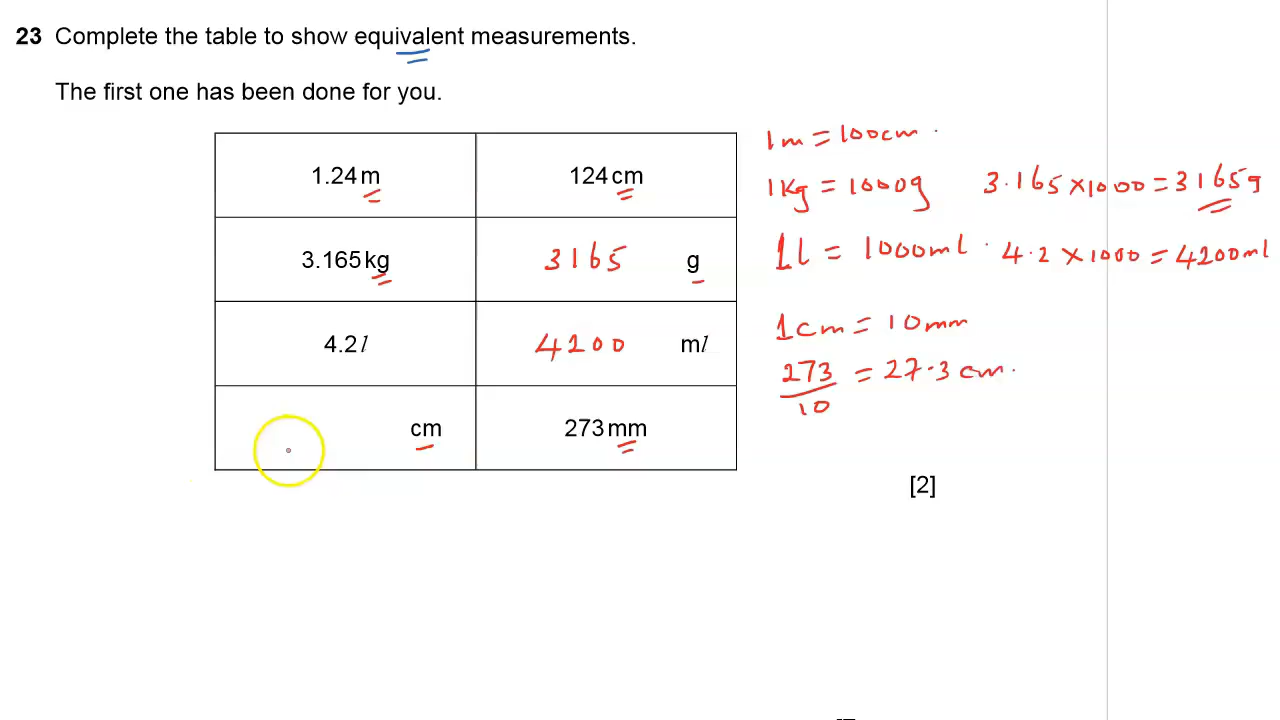 23 Complete the table to show equivalent measurements.
The first one has been done for you.
1.24 m 124 cm
3.165 kg 3165 g
4.2 l 4200 ml
cm 273 mm
1m = 100cm
1kg = 1000g 3.165 × 1000 = 3165g
1l = 1000ml 4.2 × 1000 = 4200ml
1cm = 10mm
273
10
= 27.3 cm
[2]